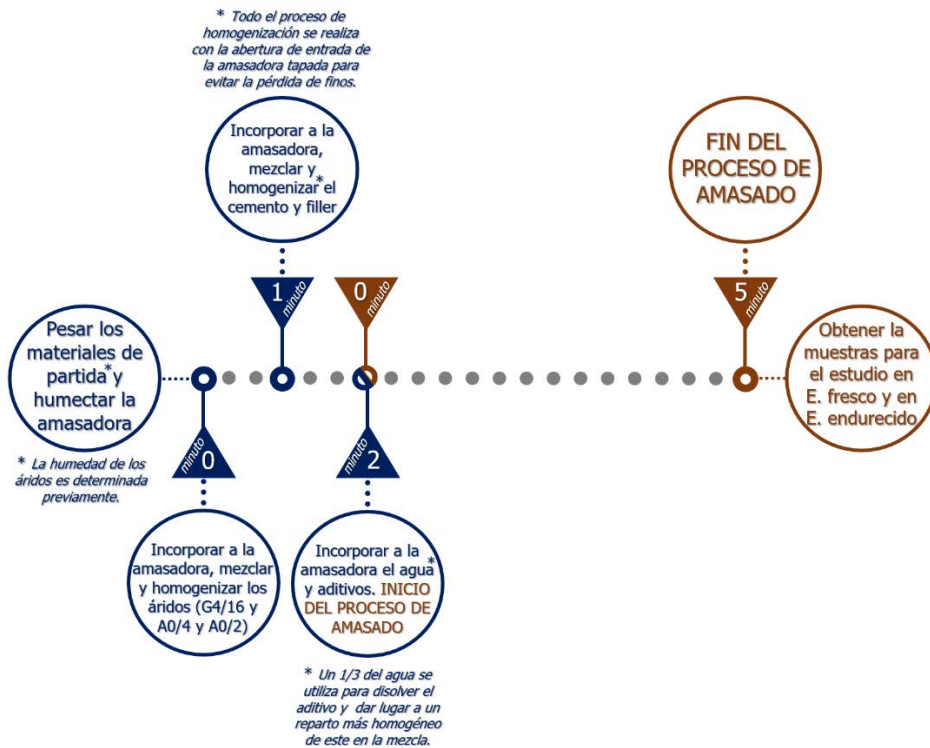 * Todo el proceso de
homogenización se realiza
con la abertura de entrada de
la amasadora tapada para
evitar la pérdida de finos.
Incorporar a la
amasadora,
mezclar y
homogenizar* el
cemento y filler
FIN DEL
PROCESO DE
AMASADO
1 minuto
0 minuto
5 minuto
Pesar los
materiales de
partida* y
humectar la
amasadora
* La humedad de los
áridos es determinada
previamente.
Obtener la
muestras para
el estudio en
E. fresco y en
E. endurecido
minuto 0
minuto 2
Incorporar a la
amasadora, mezclar
y homogenizar los
áridos (G4/16 y
A0/4 y A0/2)
Incorporar a la
amasadora el agua*
y aditivos. INICIO
DEL PROCESO DE
AMASADO
* Un 1/3 del agua se
utiliza para disolver el
aditivo y dar lugar a un
reparto más homogéneo
de este en la mezcla.